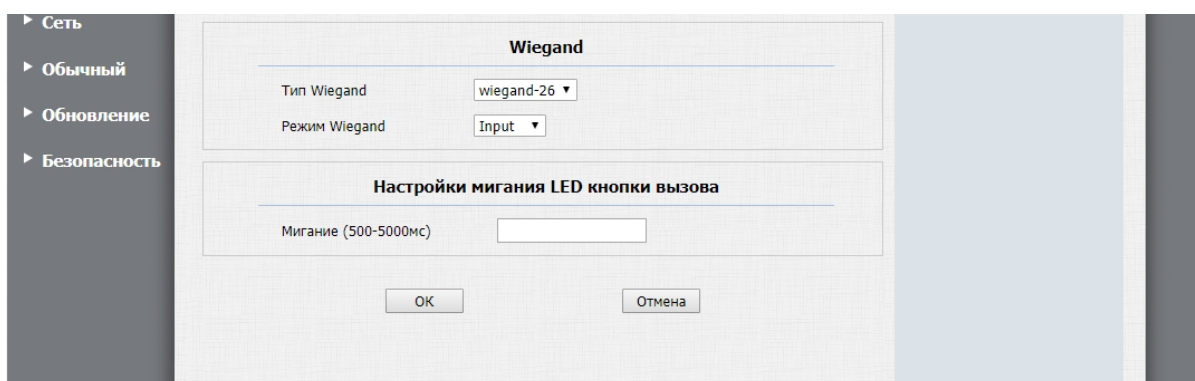 Сеть
Обычный
Обновление
Безопасность
Wiegand
Тип Wiegand wiegand-26
Режим Wiegand Input
Настройки мигания LED кнопки вызова
Мигание (500-5000мс)
OK Отмена